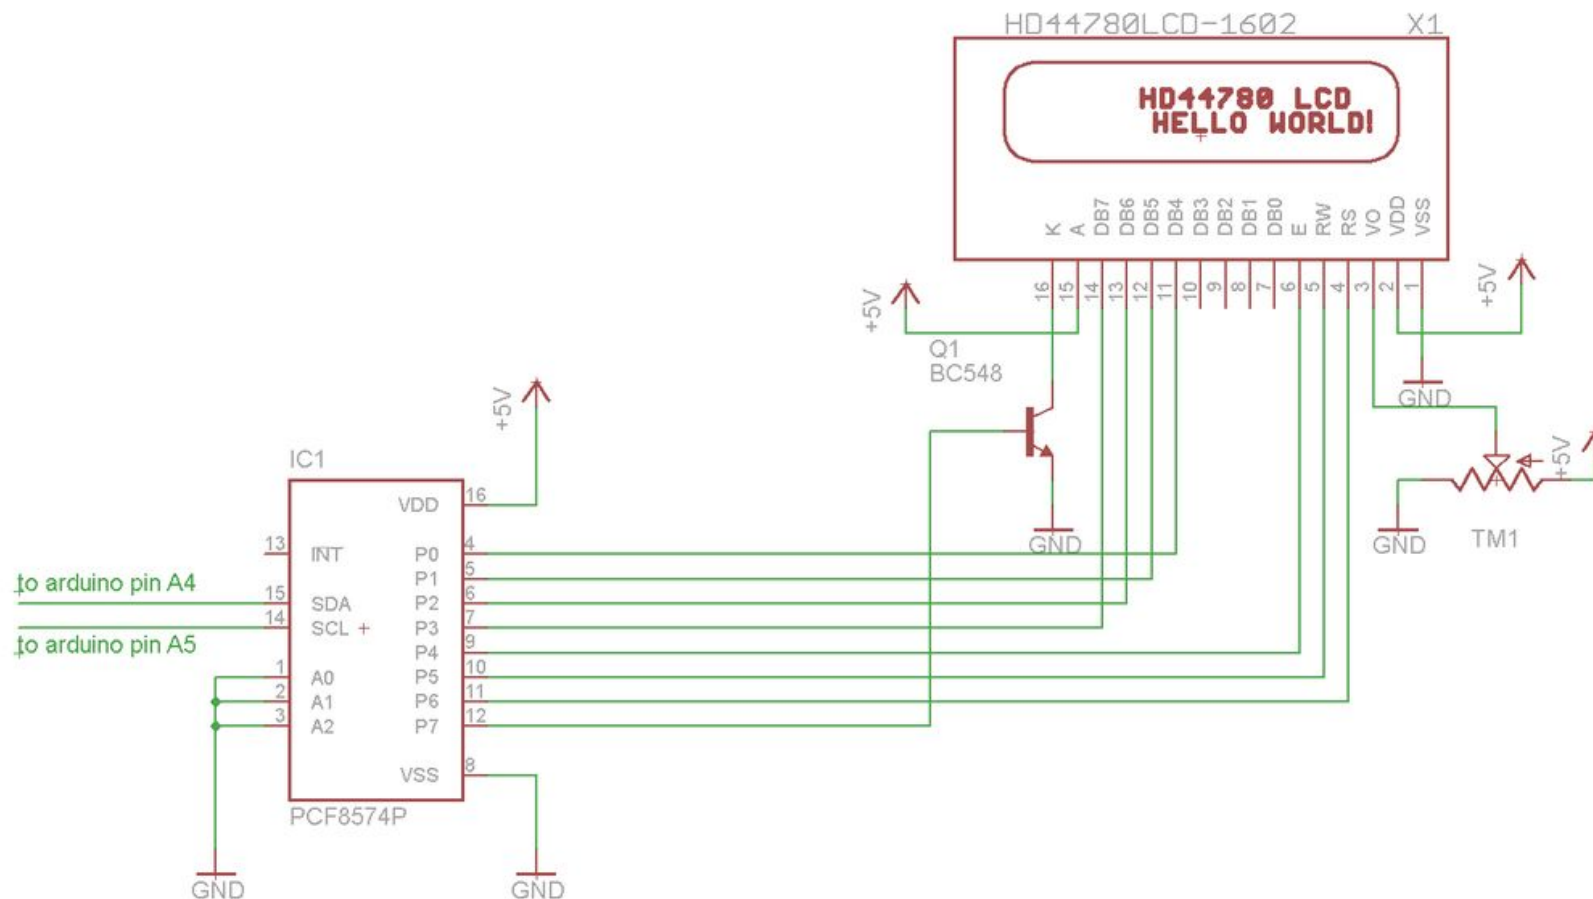 HD44780LCD-1602 X1
HD44780 LCD
HELLO WORLD!
K A DB7 DB6 DB5 DB4 DB3 DB2 DB1 DB0 E RW RS VO VDD VSS
16 15 14 13 12 11 10 9 8 7 6 5 4 3 2 1
+5V
+5V
Q1
BC548
GND
+5V
GND
GND
TM1
+5V
IC1
VDD 16
13 INT P0 4
P1 5
to arduino pin A4
15 SDA P2 6
14 SCL P3 7
to arduino pin A5
P4 9
1 A0 P5 10
2 A1 P6 11
3 A2 P7 12
VSS 8
PCF8574P
GND
GND